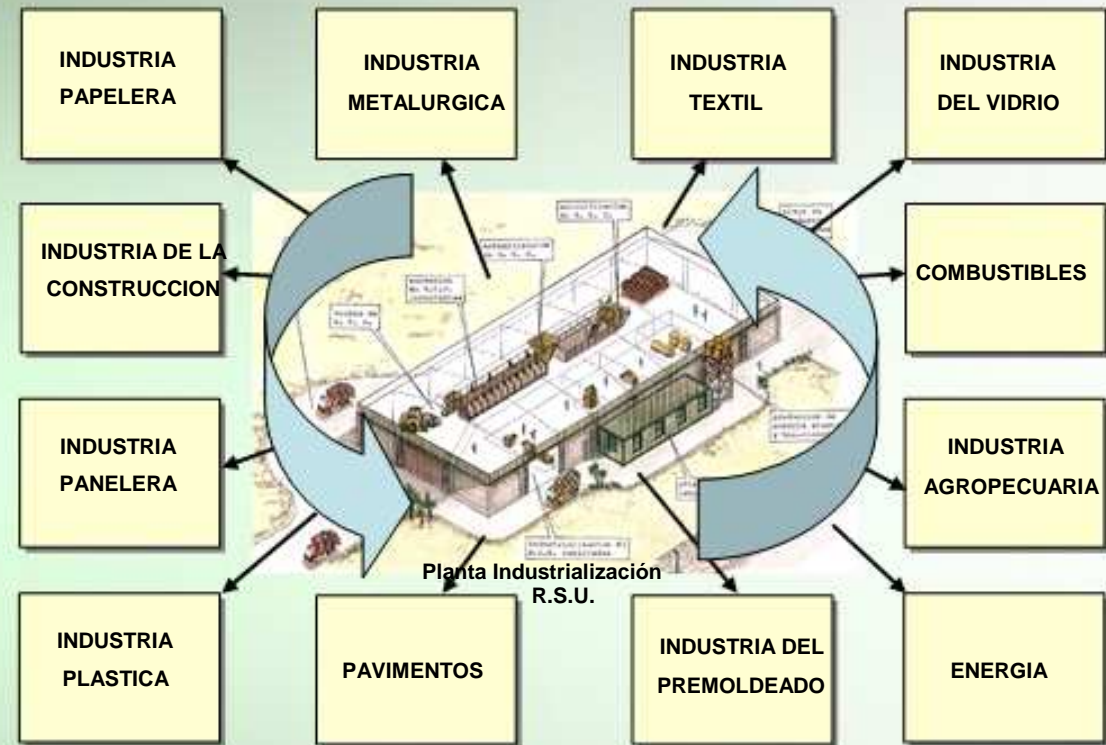 INDUSTRIA
PAPELERA
INDUSTRIA
METALURGICA
INDUSTRIA
TEXTIL
INDUSTRIA
DEL VIDRIO
INDUSTRIA DE LA
CONSTRUCCION
COMBUSTIBLES
INDUSTRIA
PANELERA
INDUSTRIA
AGROPECUARIA
Planta Industrialización
R.S.U.
INDUSTRIA
PLASTICA
PAVIMENTOS
INDUSTRIA DEL
PREMOLDEADO
ENERGIA